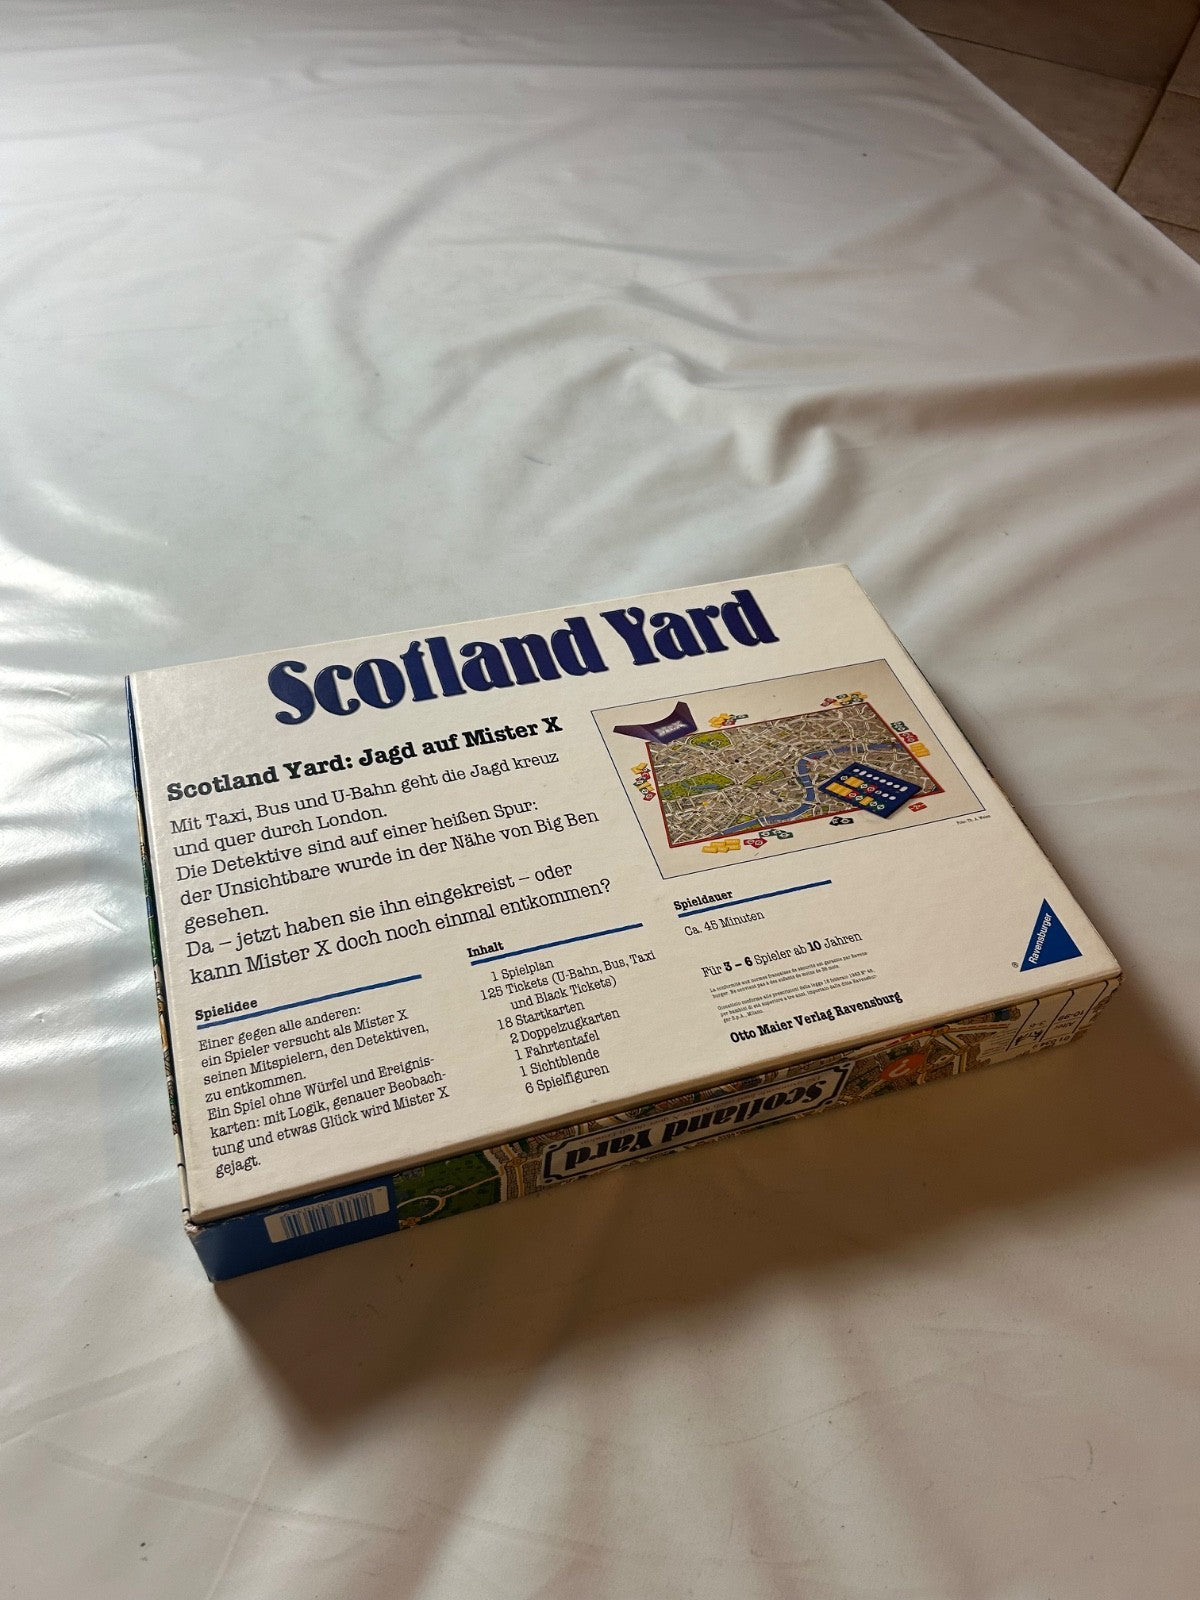 Scotland Yard
Scotland Yard: Jagd auf Mister X
Mit Taxi, Bus und U-Bahn geht die Jagd kreuz
und quer durch London.
Die Detektive sind auf einer heißen Spur:
der Unsichtbare wurde in der Nähe von Big Ben
gesehen.
Da – jetzt haben sie ihn eingekreist – oder
kann Mister X doch noch einmal entkommen?
Spielidee
Einer gegen alle anderen:
ein Spieler versucht als Mister X
seinen Mitspielern, den Detektiven,
zu entkommen.
Ein Spiel ohne Würfel und Ereignis-
karten: mit Logik, genauer Beobach-
tung und etwas Glück wird Mister X
gejagt.
Inhalt
1 Spielplan
125 Tickets (U-Bahn, Bus, Taxi
und Black Tickets)
18 Startkarten
2 Doppelzugkarten
1 Fahrtentafel
1 Sichtblende
6 Spielfiguren
Spieldauer
Ca. 45 Minuten
Für 3 – 6 Spieler ab 10 Jahren
Otto Maier Verlag Ravensburg
Ravensburger
®
Scotland Yard